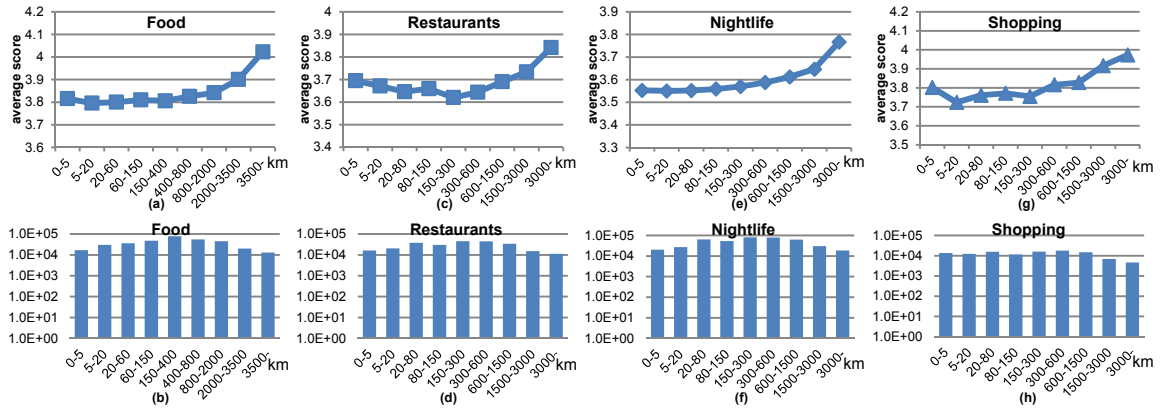 Food
average score
4.2
4.1
4
3.9
3.8
3.7
3.6
0-5
5-20
20-60
60-150
150-400
400-800
800-2000
2000-3500
3500-
km
(a)
Restaurants
average score
4
3.9
3.8
3.7
3.6
3.5
3.4
0-5
5-20
20-80
80-150
150-300
300-600
600-1500
1500-3000
3000-
km
(c)
Nightlife
average score
3.9
3.8
3.7
3.6
3.5
3.4
3.3
0-5
5-20
20-80
80-150
150-300
300-600
600-1500
1500-3000
3000-
km
(e)
Shopping
average score
4.2
4.1
4
3.9
3.8
3.7
3.6
3.5
0-5
5-20
20-80
80-150
150-300
300-600
600-1500
1500-3000
3000-
km
(g)
Food
1.0E+05
1.0E+04
1.0E+03
1.0E+02
1.0E+01
1.0E+00
0-5
5-20
20-60
60-150
150-400
400-800
800-2000
2000-3500
3500-
km
(b)
Restaurants
1.0E+05
1.0E+04
1.0E+03
1.0E+02
1.0E+01
1.0E+00
0-5
5-20
20-80
80-150
150-300
300-600
600-1500
1500-3000
3000-
km
(d)
Nightlife
1.0E+05
1.0E+04
1.0E+03
1.0E+02
1.0E+01
1.0E+00
0-5
5-20
20-80
80-150
150-300
300-600
600-1500
1500-3000
3000-
km
(f)
Shopping
1.0E+05
1.0E+04
1.0E+03
1.0E+02
1.0E+01
1.0E+00
0-5
5-20
20-80
80-150
150-300
300-600
600-1500
1500-3000
3000-
km
(h)